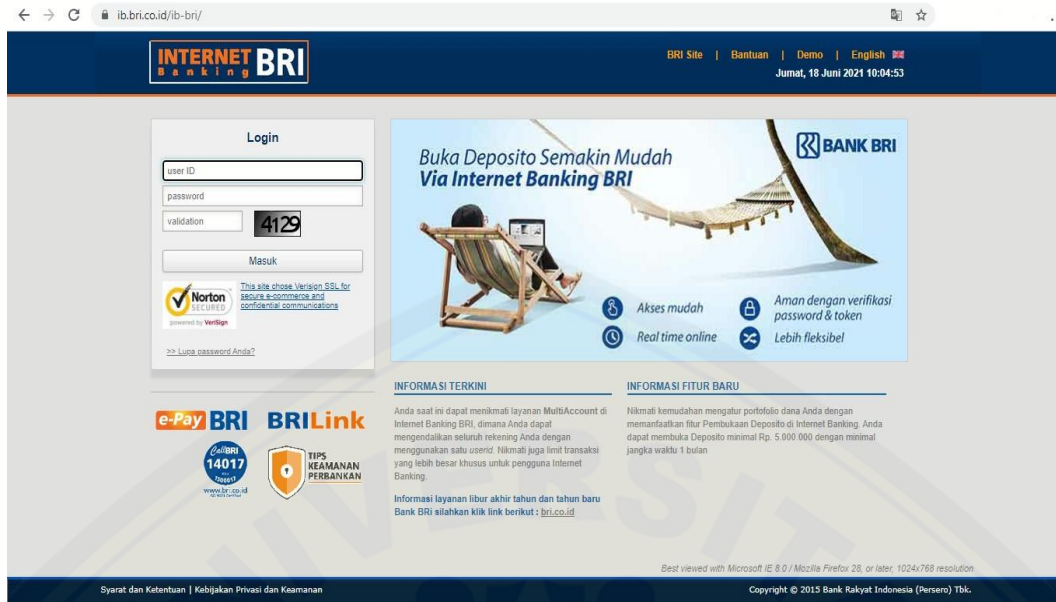 ib.bri.co.id/ib-bri/
INTERNET BRI
Banking
BRI Site | Bantuan | Demo | English
Jumat, 18 Juni 2021 10:04:53
Login
user ID
password
validation
4129
Masuk
Norton
SECURED
powered by VeriSign
This site chose Verisign SSL for
secure e-commerce and
confidential communications
>> Lupa password Anda?
BANK BRI
Buka Deposito Semakin Mudah
Via Internet Banking BRI
Akses mudah
Aman dengan verifikasi
password & token
Real time online
Lebih fleksibel
e-Pay BRI
BRILink
CallBRI
14017
1500017
www.bri.co.id
TIPS
KEAMANAN
PERBANKAN
INFORMASI TERKINI
Anda saat ini dapat menikmati layanan MultiAccount di
Internet Banking BRI, dimana Anda dapat
mengendalikan seluruh rekening Anda dengan
menggunakan satu userid. Nikmati juga limit transaksi
yang lebih besar khusus untuk pengguna Internet
Banking.
Informasi layanan libur akhir tahun dan tahun baru
Bank BRi silahkan klik link berikut : bri.co.id
INFORMASI FITUR BARU
Nikmati kemudahan mengatur portofolio dana Anda dengan
memanfaatkan fitur Pembukaan Deposito di Internet Banking. Anda
dapat membuka Deposito minimal Rp. 5.000.000 dengan minimal
jangka waktu 1 bulan
UNIVERSIT
Best viewed with Microsoft IE 8.0 / Mozilla Firefox 28, or later, 1024x768 resolution
Syarat dan Ketentuan | Kebijakan Privasi dan Keamanan
Copyright © 2015 Bank Rakyat Indonesia (Persero) Tbk.